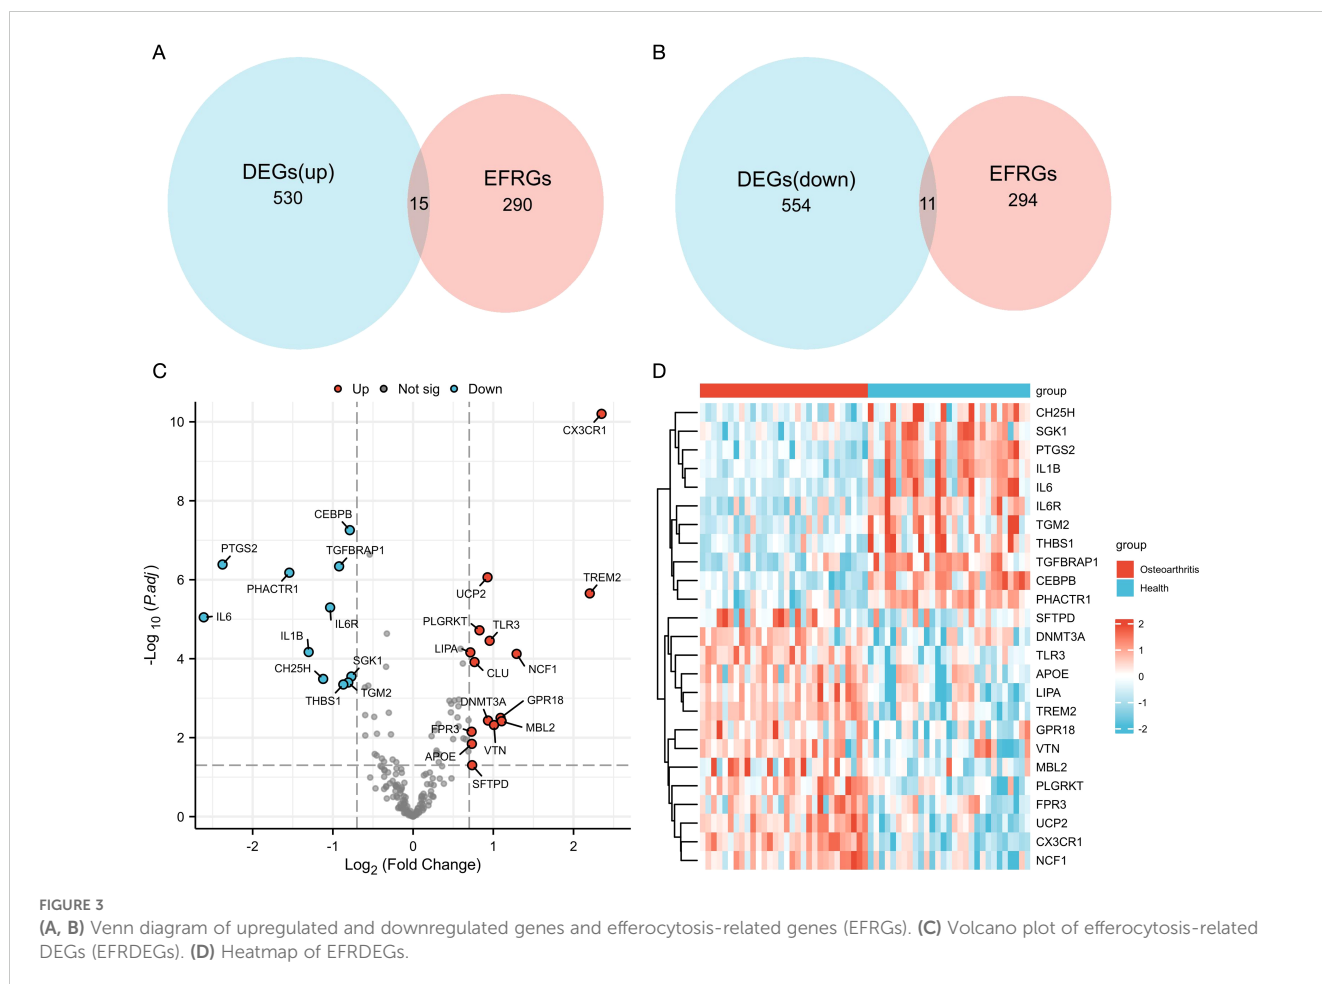 A
B
DEGs(up)
530
15
EFRGs
290
DEGs(down)
554
11
EFRGs
294
C
Up
Not sig
Down
10
8
6
4
2
0
-2
-1
0
1
2
-Log10 (P.adj)
Log2 (Fold Change)
CX3CR1
CEBPB
PTGS2
TGFBRAP1
PHACTR1
TREM2
UCP2
IL6
IL6R
PLGRKT
TLR3
IL1B
LIPA
CLU
NCF1
CH25H
SGK1
THBS1
TGM2
DNMT3A
GPR18
FPR3
MBL2
APOE
VTN
SFTPD
D
group
CH25H
SGK1
PTGS2
IL1B
IL6
IL6R
TGM2
THBS1
TGFBRAP1
CEBPB
PHACTR1
SFTPD
DNMT3A
TLR3
APOE
LIPA
TREM2
GPR18
VTN
MBL2
PLGRKT
FPR3
UCP2
CX3CR1
NCF1
group
Osteoarthritis
Health
2
1
0
-1
-2
FIGURE 3
(A, B) Venn diagram of upregulated and downregulated genes and efferocytosis-related genes (EFRGs). (C) Volcano plot of efferocytosis-related
DEGs (EFRDEGs). (D) Heatmap of EFRDEGs.